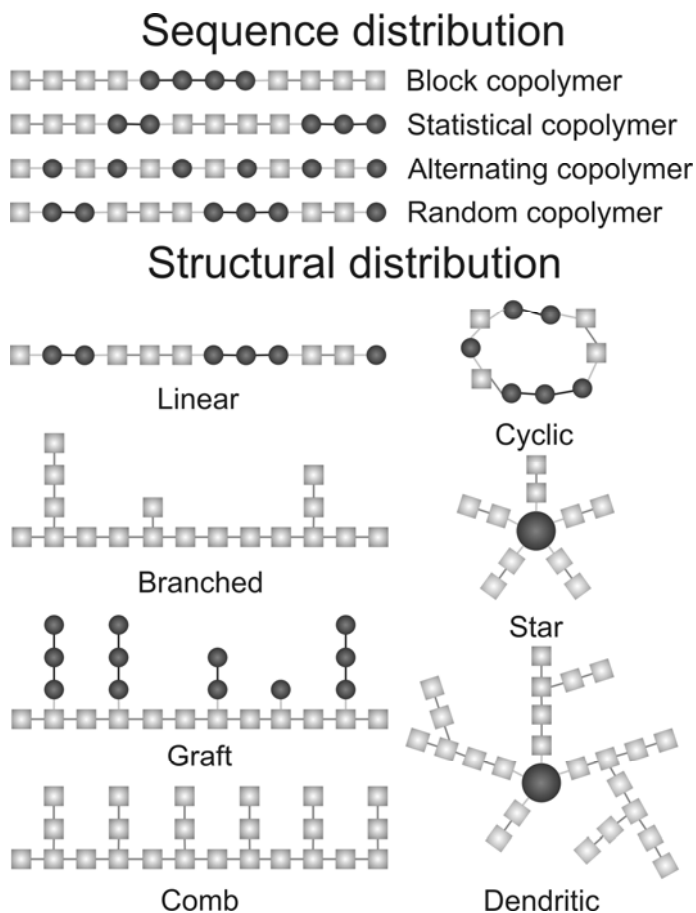 Sequence distribution
Block copolymer
Statistical copolymer
Alternating copolymer
Random copolymer
Structural distribution
Linear
Cyclic
Branched
Star
Graft
Comb
Dendritic